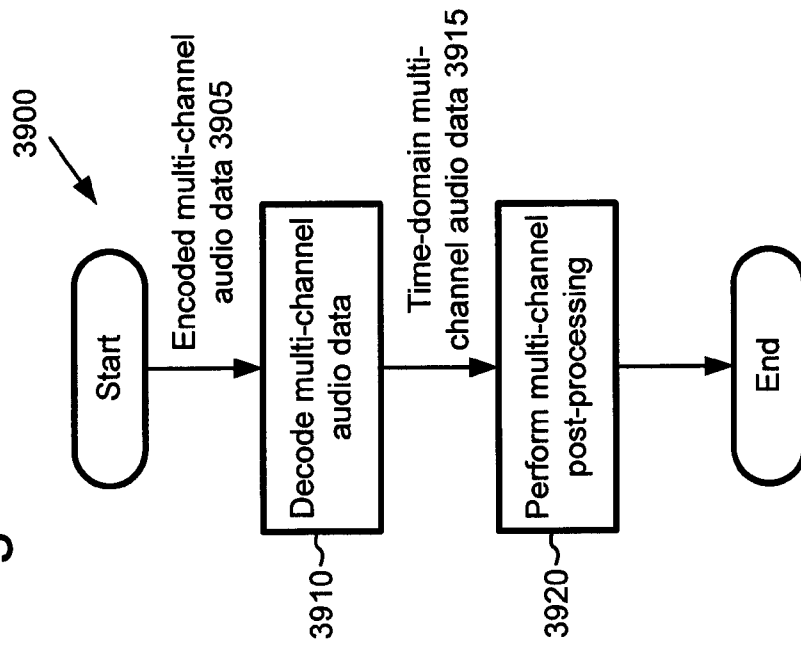 3900
Start
Encoded multi-channel
audio data 3905
3910
Decode multi-channel
audio data
Time-domain multi-
channel audio data 3915
3920
Perform multi-channel
post-processing
End